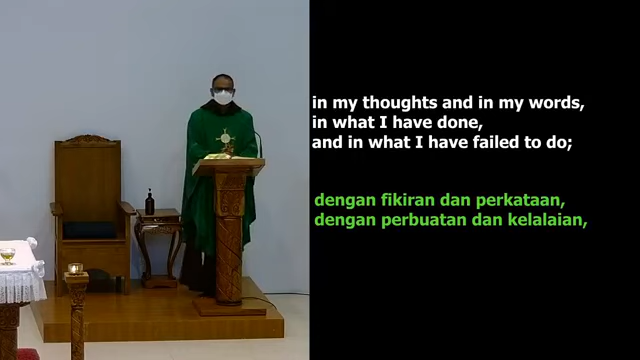 in my thoughts and in my words,
in what I have done,
and in what I have failed to do;
dengan fikiran dan perkataan,
dengan perbuatan dan kelalaian,